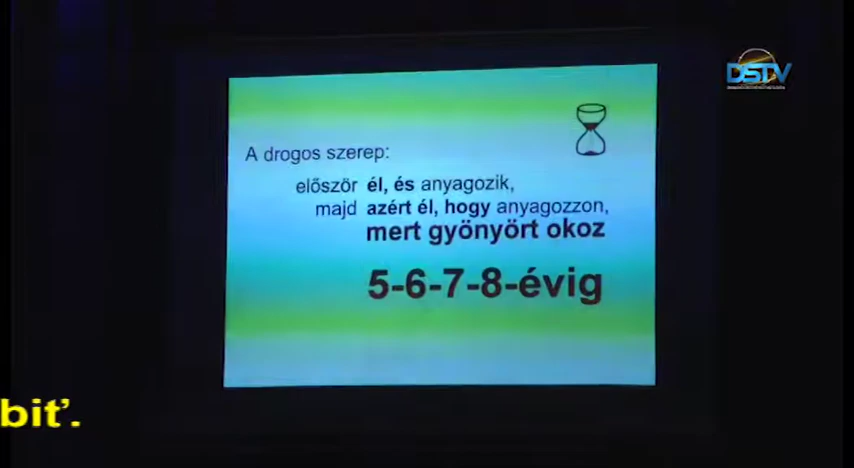 DSTV
A drogos szerep:
először él, és anyagozik,
majd azért él, hogy anyagozzon,
mert gyönyört okoz
5-6-7-8-évig
biť.